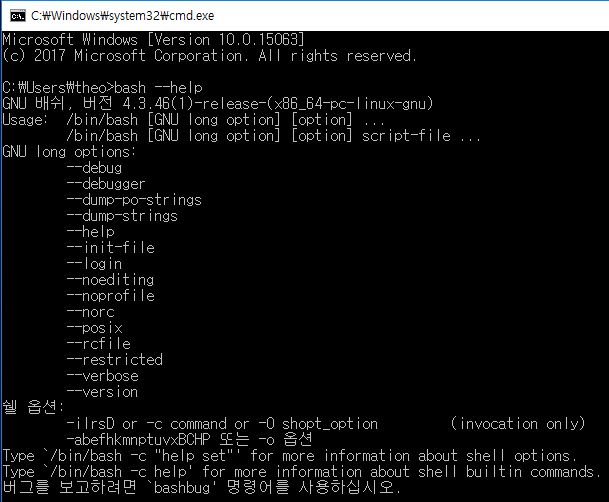 C:₩Windows₩system32₩cmd.exe
Microsoft Windows [Version 10.0.15063]
(c) 2017 Microsoft Corporation. All rights reserved.
C:₩Users₩theo>bash --help
GNU 배쉬, 버전 4.3.46(1)-release-(x86_64-pc-linux-gnu)
Usage:  /bin/bash [GNU long option] [option] ...
        /bin/bash [GNU long option] [option] script-file ...
GNU long options:
        --debug
        --debugger
        --dump-po-strings
        --dump-strings
        --help
        --init-file
        --login
        --noediting
        --noprofile
        --norc
        --posix
        --rcfile
        --restricted
        --verbose
        --version
쉘 옵션:
        -ilrsD or -c command or -O shopt_option         (invocation only)
        -abefhkmnptuvxBCHP 또는 -o 옵션
Type `/bin/bash -c "help set"' for more information about shell options.
Type `/bin/bash -c help' for more information about shell builtin commands.
버그를 보고하려면 `bashbug' 명령어를 사용하십시오.